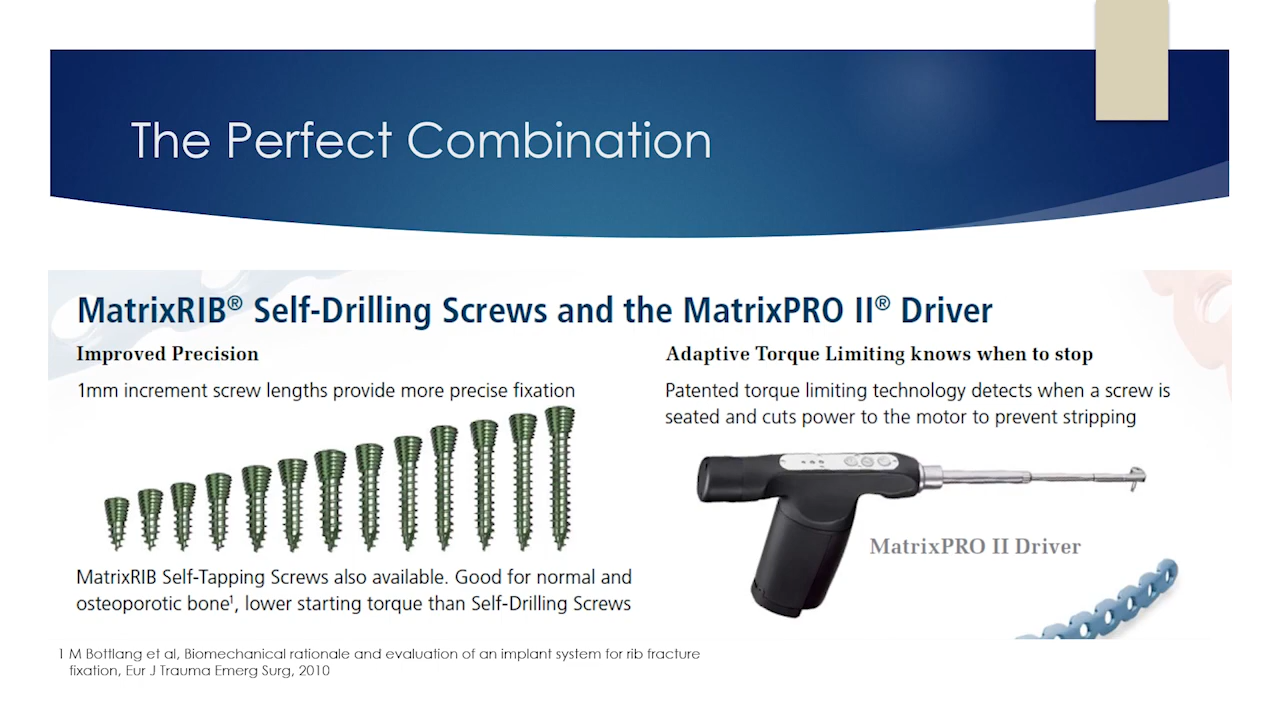 The Perfect Combination
MatrixRIB® Self-Drilling Screws and the MatrixPRO II® Driver
Improved Precision
1mm increment screw lengths provide more precise fixation
MatrixRIB Self-Tapping Screws also available. Good for normal and
osteoporotic bone¹, lower starting torque than Self-Drilling Screws
Adaptive Torque Limiting knows when to stop
Patented torque limiting technology detects when a screw is
seated and cuts power to the motor to prevent stripping
MatrixPRO II Driver
1 M Bottlang et al, Biomechanical rationale and evaluation of an implant system for rib fracture
fixation, Eur J Trauma Emerg Surg, 2010